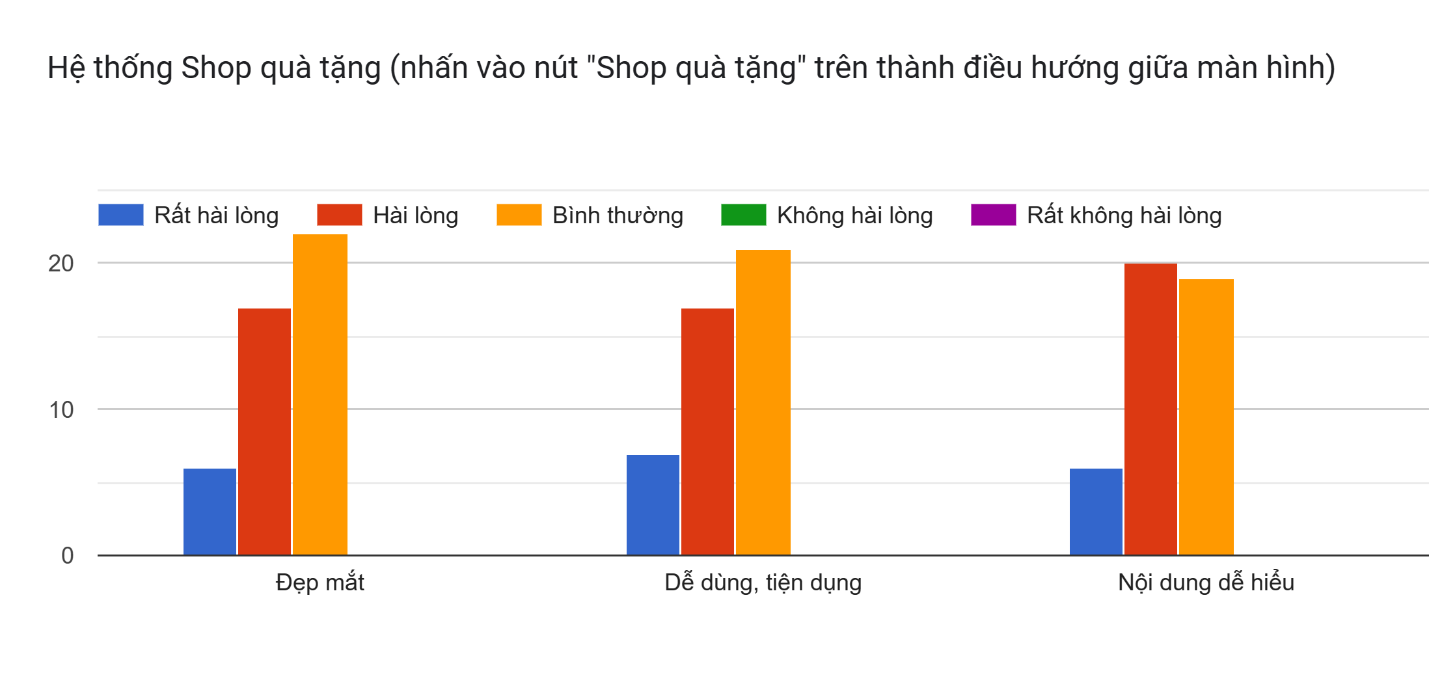 Hệ thống Shop quà tặng (nhấn vào nút "Shop quà tặng" trên thành điều hướng giữa màn hình)
Rất hài lòng Hài lòng Bình thường Không hài lòng Rất không hài lòng
20
10
0
Đẹp mắt Dễ dùng, tiện dụng Nội dung dễ hiểu